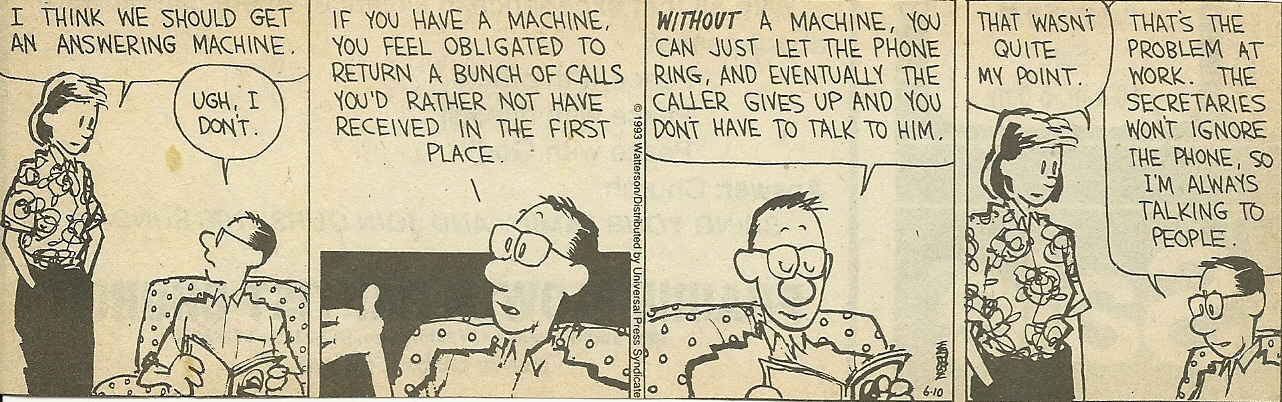 I THINK WE SHOULD GET
AN ANSWERING MACHINE.
UGH, I
DON'T.
IF YOU HAVE A MACHINE,
YOU FEEL OBLIGATED TO
RETURN A BUNCH OF CALLS
YOU'D RATHER NOT HAVE
RECEIVED IN THE FIRST
PLACE.
© 1993 Watterson/Distributed by Universal Press Syndicate
WITHOUT A MACHINE, YOU
CAN JUST LET THE PHONE
RING, AND EVENTUALLY THE
CALLER GIVES UP AND YOU
DON'T HAVE TO TALK TO HIM.
WATTERSON
6-10
THAT WASN'T
QUITE
MY POINT.
THAT'S THE
PROBLEM AT
WORK. THE
SECRETARIES
WON'T IGNORE
THE PHONE, SO
I'M ALWAYS
TALKING TO
PEOPLE.